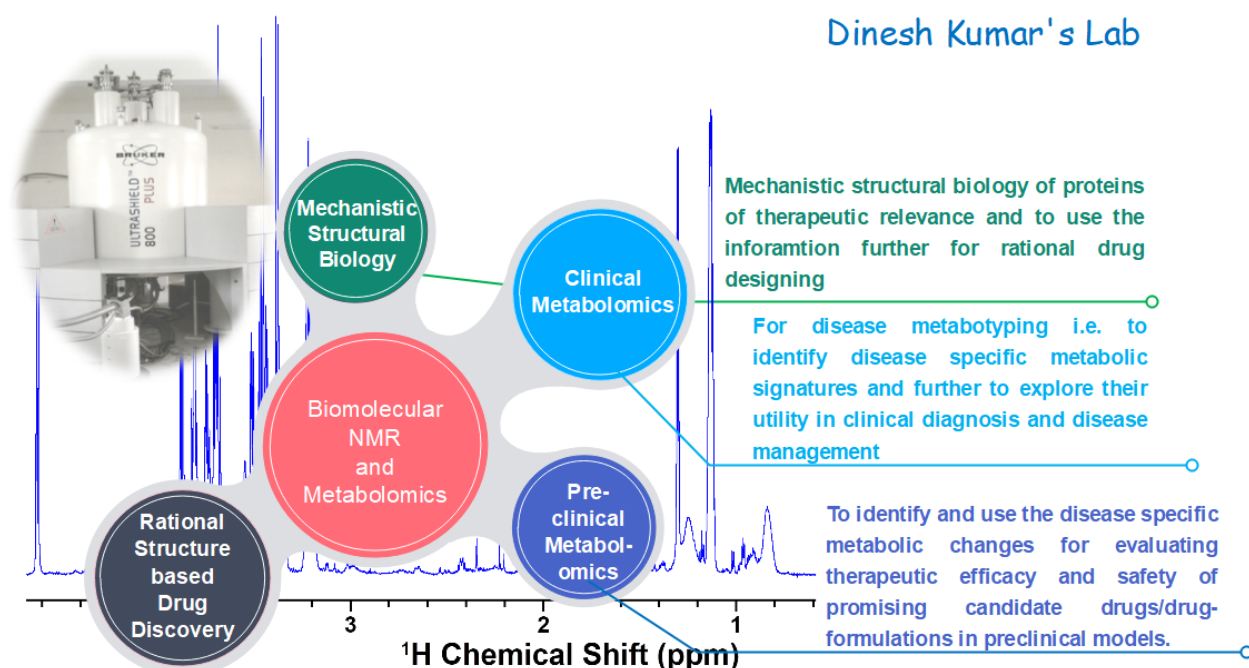 Dinesh Kumar's Lab
BRUKER
ULTRASHIELD™
PLUS
800
Mechanistic
Structural
Biology
Clinical
Metabolomics
Biomolecular
NMR
and
Metabolomics
Pre-
clinical
Metabol-
omics
Rational
Structure
based
Drug
Discovery
Mechanistic structural biology of proteins
of therapeutic relevance and to use the
inforamtion further for rational drug
designing
For disease metabotyping i.e. to
identify disease specific metabolic
signatures and further to explore their
utility in clinical diagnosis and disease
management
To identify and use the disease specific
metabolic changes for evaluating
therapeutic efficacy and safety of
promising candidate drugs/drug-
formulations in preclinical models.
3 2 1
¹H Chemical Shift (ppm)